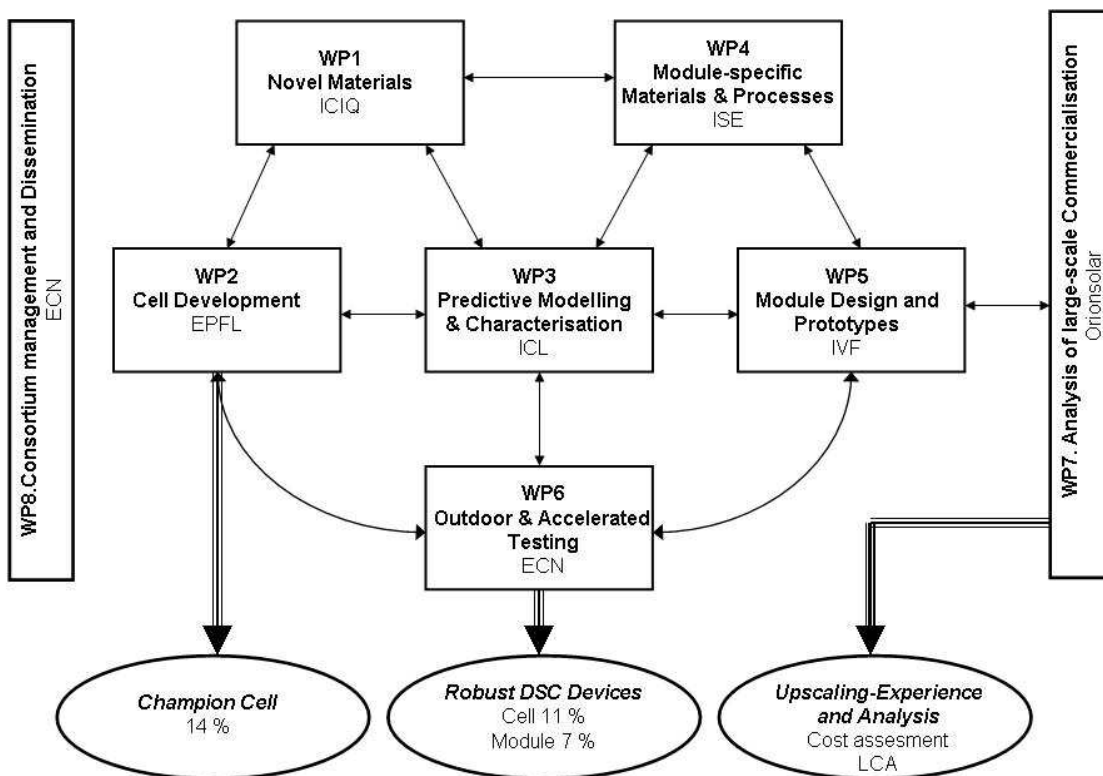 WP8.Consortium management and Dissemination
ECN
WP1
Novel Materials
ICIQ
WP4
Module-specific
Materials & Processes
ISE
WP2
Cell Development
EPFL
WP3
Predictive Modelling
& Characterisation
ICL
WP5
Module Design and
Prototypes
IVF
WP6
Outdoor & Accelerated
Testing
ECN
WP7. Analysis of large-scale Commercialisation
Orionsolar
Champion Cell
14 %
Robust DSC Devices
Cell 11 %
Module 7 %
Upscaling-Experience
and Analysis
Cost assesment
LCA